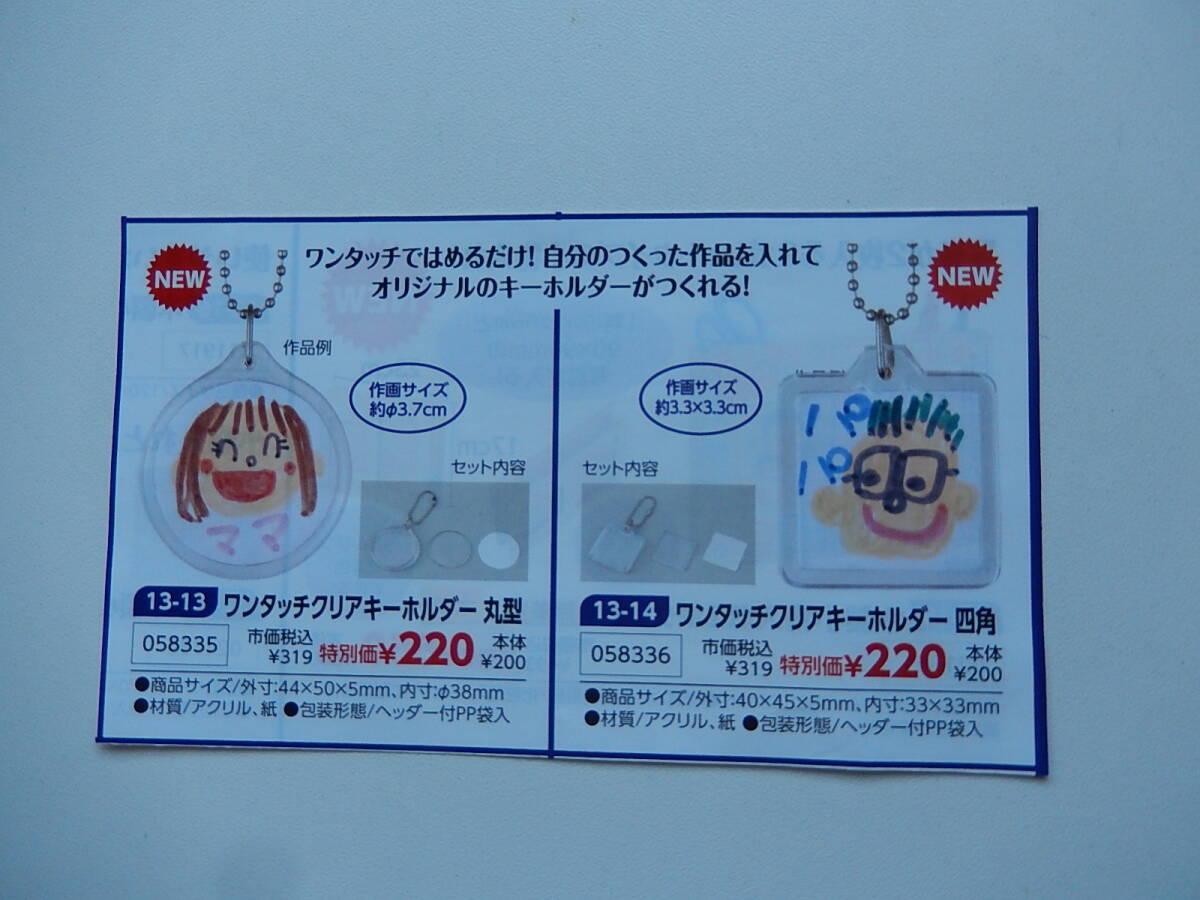 ワンタッチではめるだけ！自分のつくった作品を入れて
オリジナルのキーホルダーがつくれる！
NEW
作品例
作画サイズ
約φ3.7cm
セット内容
ママ
13-13 ワンタッチクリアキーホルダー 丸型
058335 市価税込 ¥319 特別価¥220 本体 ¥200
●商品サイズ/外寸:44×50×5mm、内寸:φ38mm
●材質/アクリル、紙 ●包装形態/ヘッダー付PP袋入
NEW
作画サイズ
約3.3×3.3cm
セット内容
パパ
13-14 ワンタッチクリアキーホルダー 四角
058336 市価税込 ¥319 特別価¥220 本体 ¥200
●商品サイズ/外寸:40×45×5mm、内寸:33×33mm
●材質/アクリル、紙 ●包装形態/ヘッダー付PP袋入